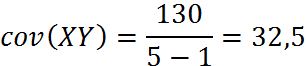 cov(XY) = 130 / (5 − 1) = 32,5